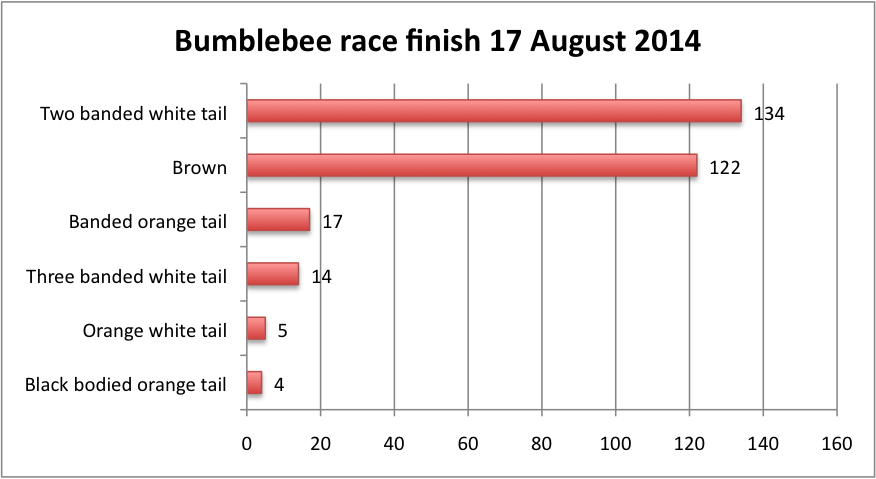 Bumblebee race finish 17 August 2014
Two banded white tail 134
Brown 122
Banded orange tail 17
Three banded white tail 14
Orange white tail 5
Black bodied orange tail 4
0 20 40 60 80 100 120 140 160